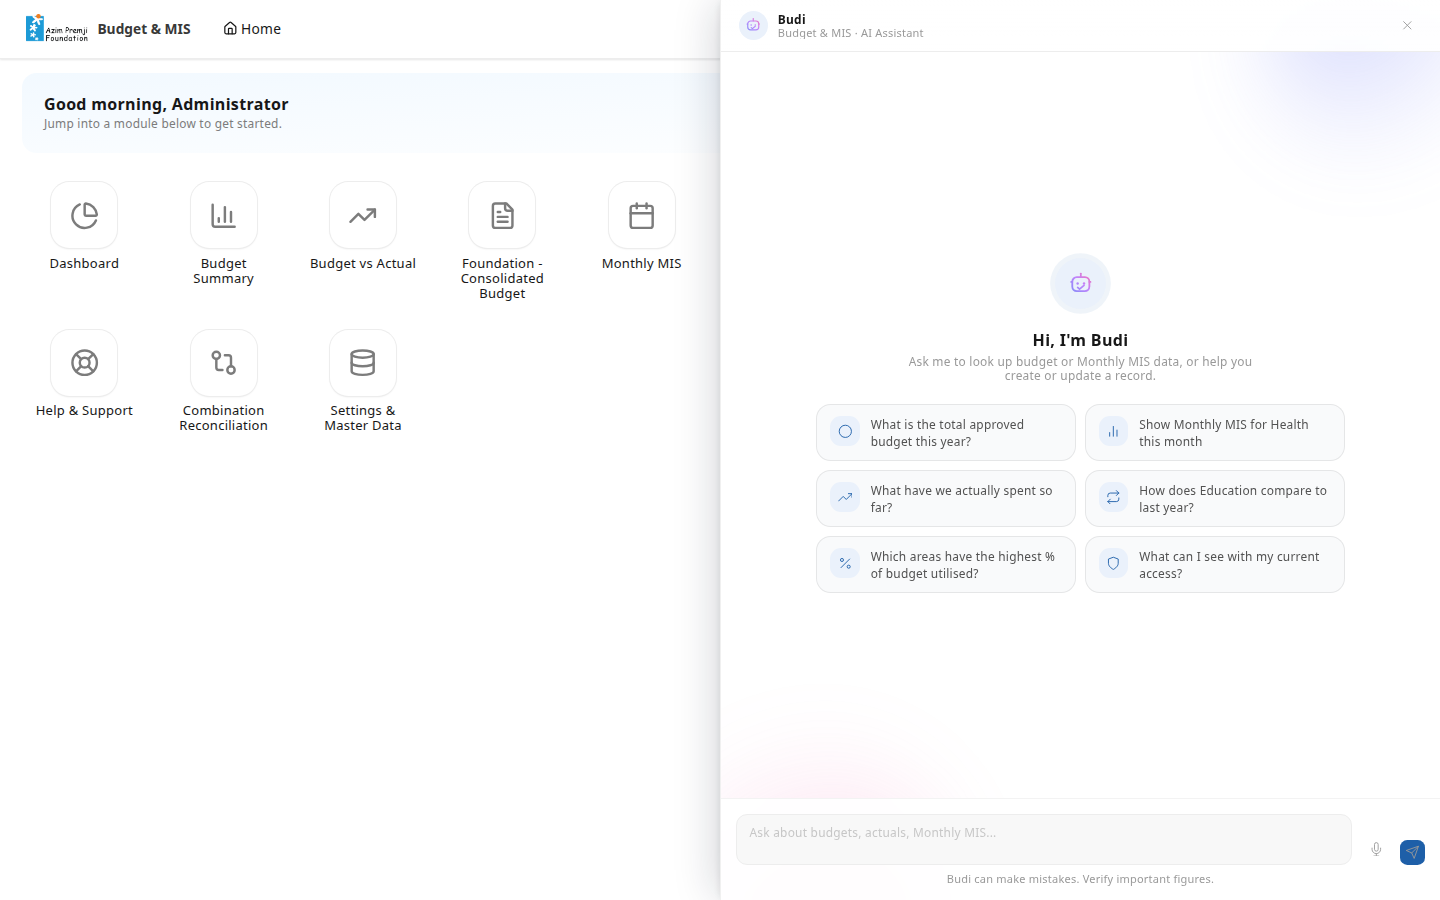 Azim Premji
Foundation
Budget & MIS
Home
Good morning, Administrator
Jump into a module below to get started.
Dashboard
Budget
Summary
Budget vs Actual
Foundation -
Consolidated
Budget
Monthly MIS
Help & Support
Combination
Reconciliation
Settings &
Master Data
Budi
Budget & MIS · AI Assistant
Hi, I'm Budi
Ask me to look up budget or Monthly MIS data, or help you
create or update a record.
What is the total approved
budget this year?
Show Monthly MIS for Health
this month
What have we actually spent so
far?
How does Education compare to
last year?
Which areas have the highest %
of budget utilised?
What can I see with my current
access?
Ask about budgets, actuals, Monthly MIS...
Budi can make mistakes. Verify important figures.